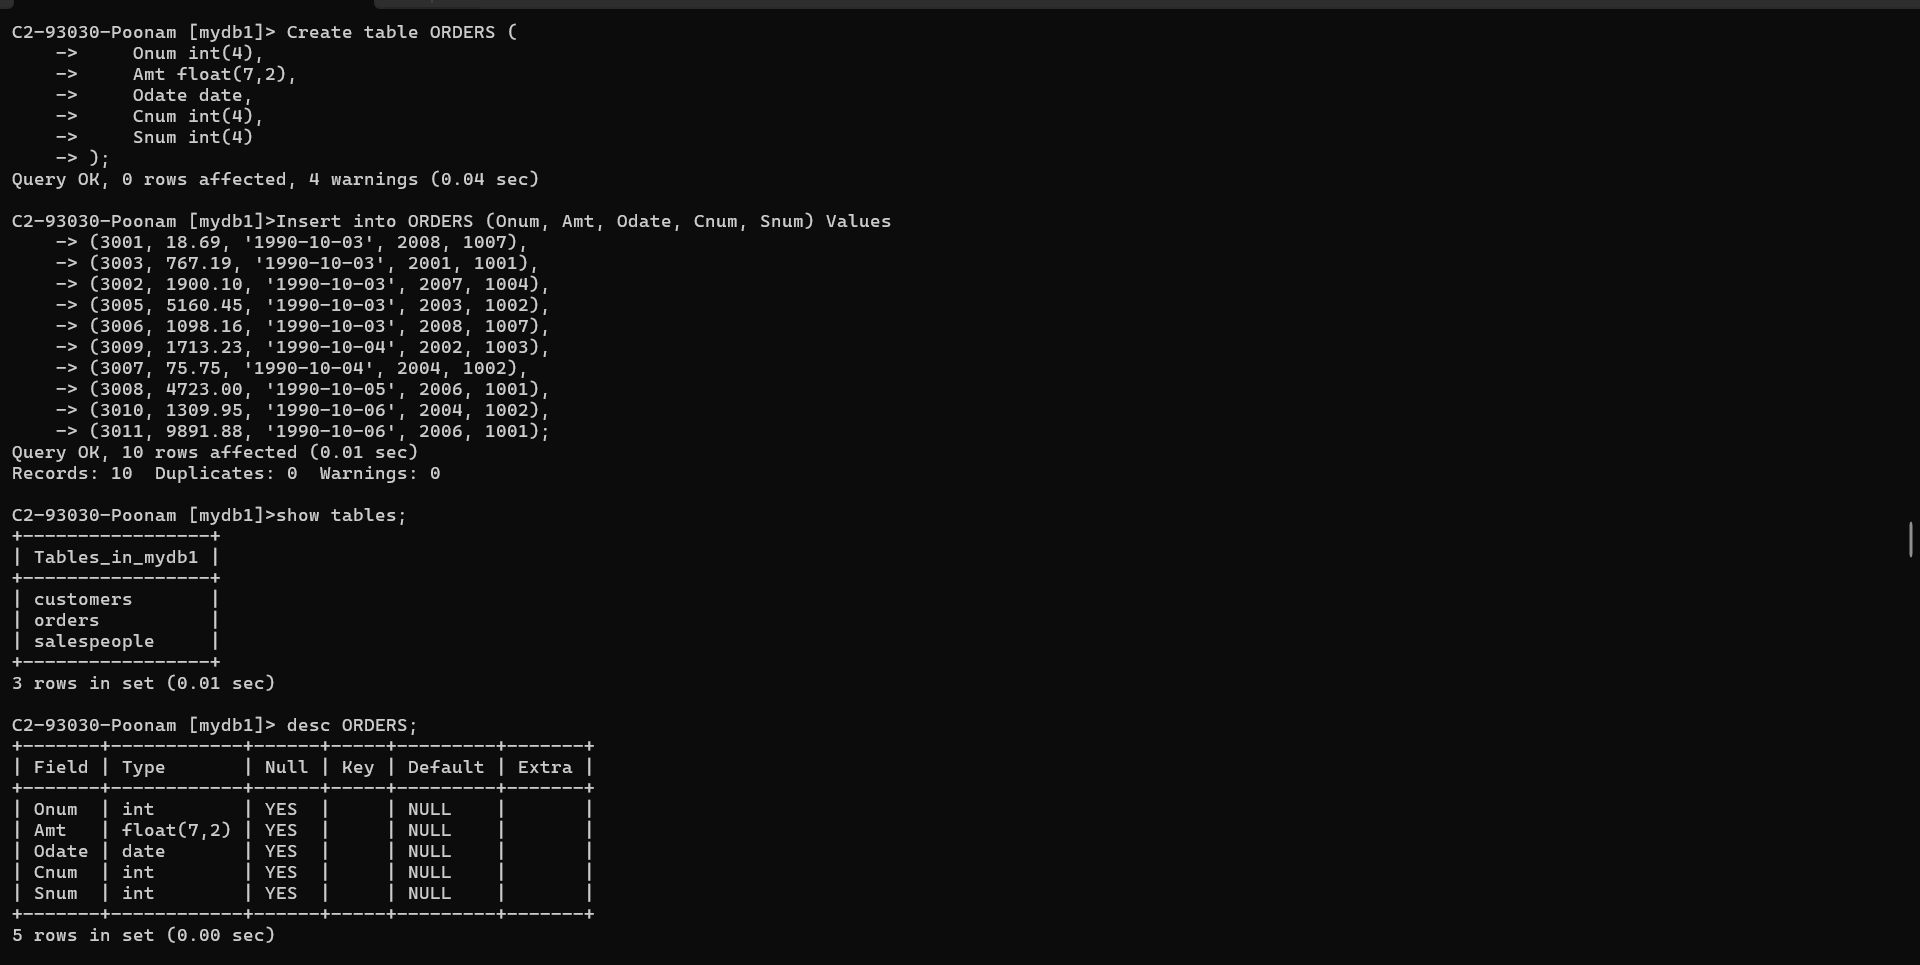 C2-93030-Poonam [mydb1]> Create table ORDERS (
    ->     Onum int(4),
    ->     Amt float(7,2),
    ->     Odate date,
    ->     Cnum int(4),
    ->     Snum int(4)
    -> );
Query OK, 0 rows affected, 4 warnings (0.04 sec)

C2-93030-Poonam [mydb1]>Insert into ORDERS (Onum, Amt, Odate, Cnum, Snum) Values
    -> (3001, 18.69, '1990-10-03', 2008, 1007),
    -> (3003, 767.19, '1990-10-03', 2001, 1001),
    -> (3002, 1900.10, '1990-10-03', 2007, 1004),
    -> (3005, 5160.45, '1990-10-03', 2003, 1002),
    -> (3006, 1098.16, '1990-10-03', 2008, 1007),
    -> (3009, 1713.23, '1990-10-04', 2002, 1003),
    -> (3007, 75.75, '1990-10-04', 2004, 1002),
    -> (3008, 4723.00, '1990-10-05', 2006, 1001),
    -> (3010, 1309.95, '1990-10-06', 2004, 1002),
    -> (3011, 9891.88, '1990-10-06', 2006, 1001);
Query OK, 10 rows affected (0.01 sec)
Records: 10  Duplicates: 0  Warnings: 0

C2-93030-Poonam [mydb1]>show tables;
+-----------------+
| Tables_in_mydb1 |
+-----------------+
| customers       |
| orders          |
| salespeople     |
+-----------------+
3 rows in set (0.01 sec)

C2-93030-Poonam [mydb1]> desc ORDERS;
+-------+------------+------+-----+---------+-------+
| Field | Type       | Null | Key | Default | Extra |
+-------+------------+------+-----+---------+-------+
| Onum  | int        | YES  |     | NULL    |       |
| Amt   | float(7,2) | YES  |     | NULL    |       |
| Odate | date       | YES  |     | NULL    |       |
| Cnum  | int        | YES  |     | NULL    |       |
| Snum  | int        | YES  |     | NULL    |       |
+-------+------------+------+-----+---------+-------+
5 rows in set (0.00 sec)